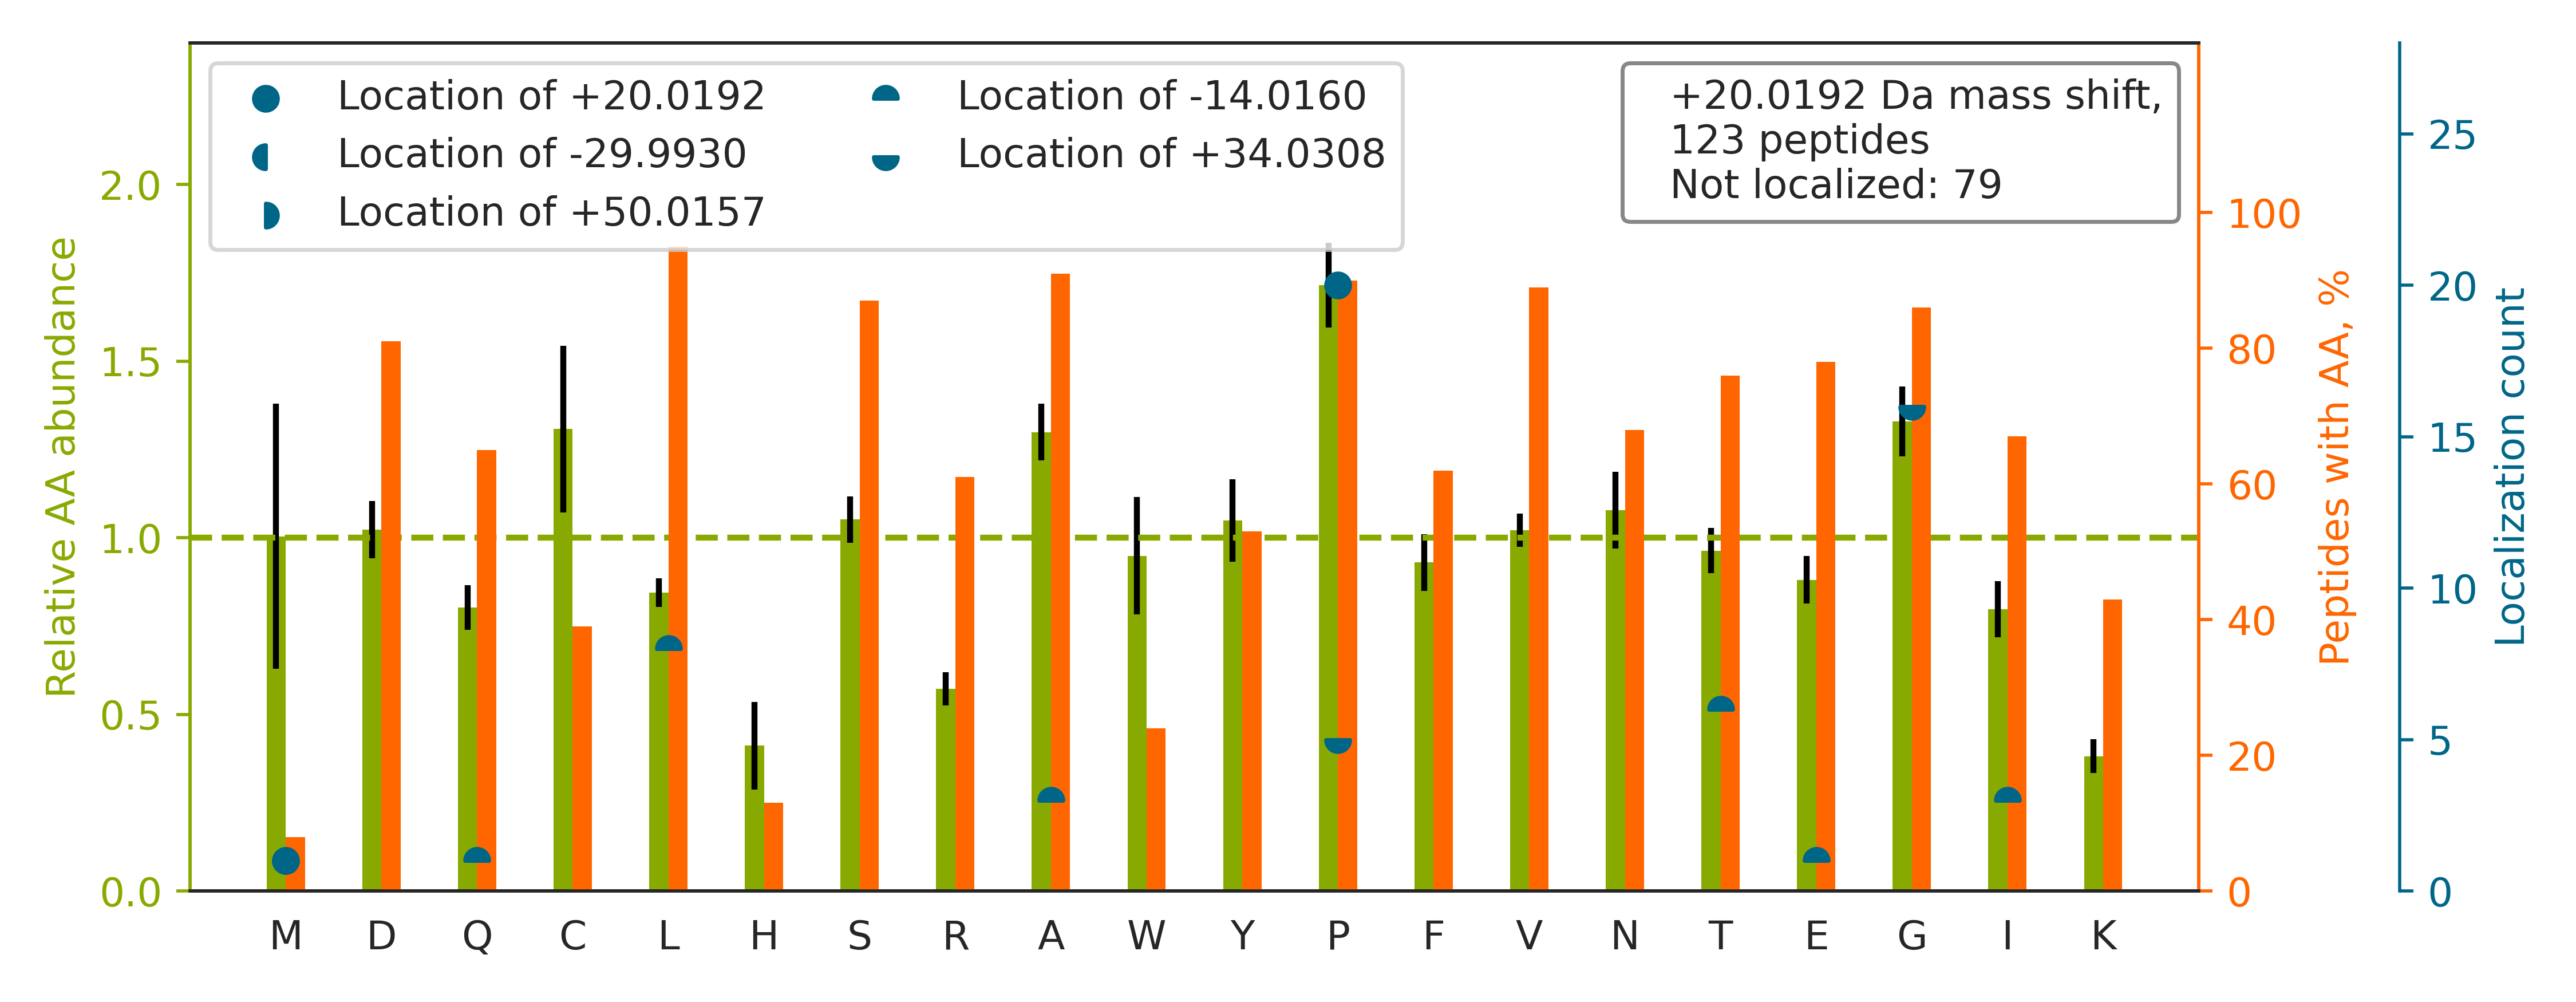 Location of +20.0192
Location of -29.9930
Location of +50.0157
Location of -14.0160
Location of +34.0308
+20.0192 Da mass shift,
123 peptides
Not localized: 79
Relative AA abundance
2.0
1.5
1.0
0.5
0.0
100
80
60
40
20
0
Peptides with AA, %
25
20
15
10
5
0
Localization count
M D Q C L H S R A W Y P F V N T E G I K